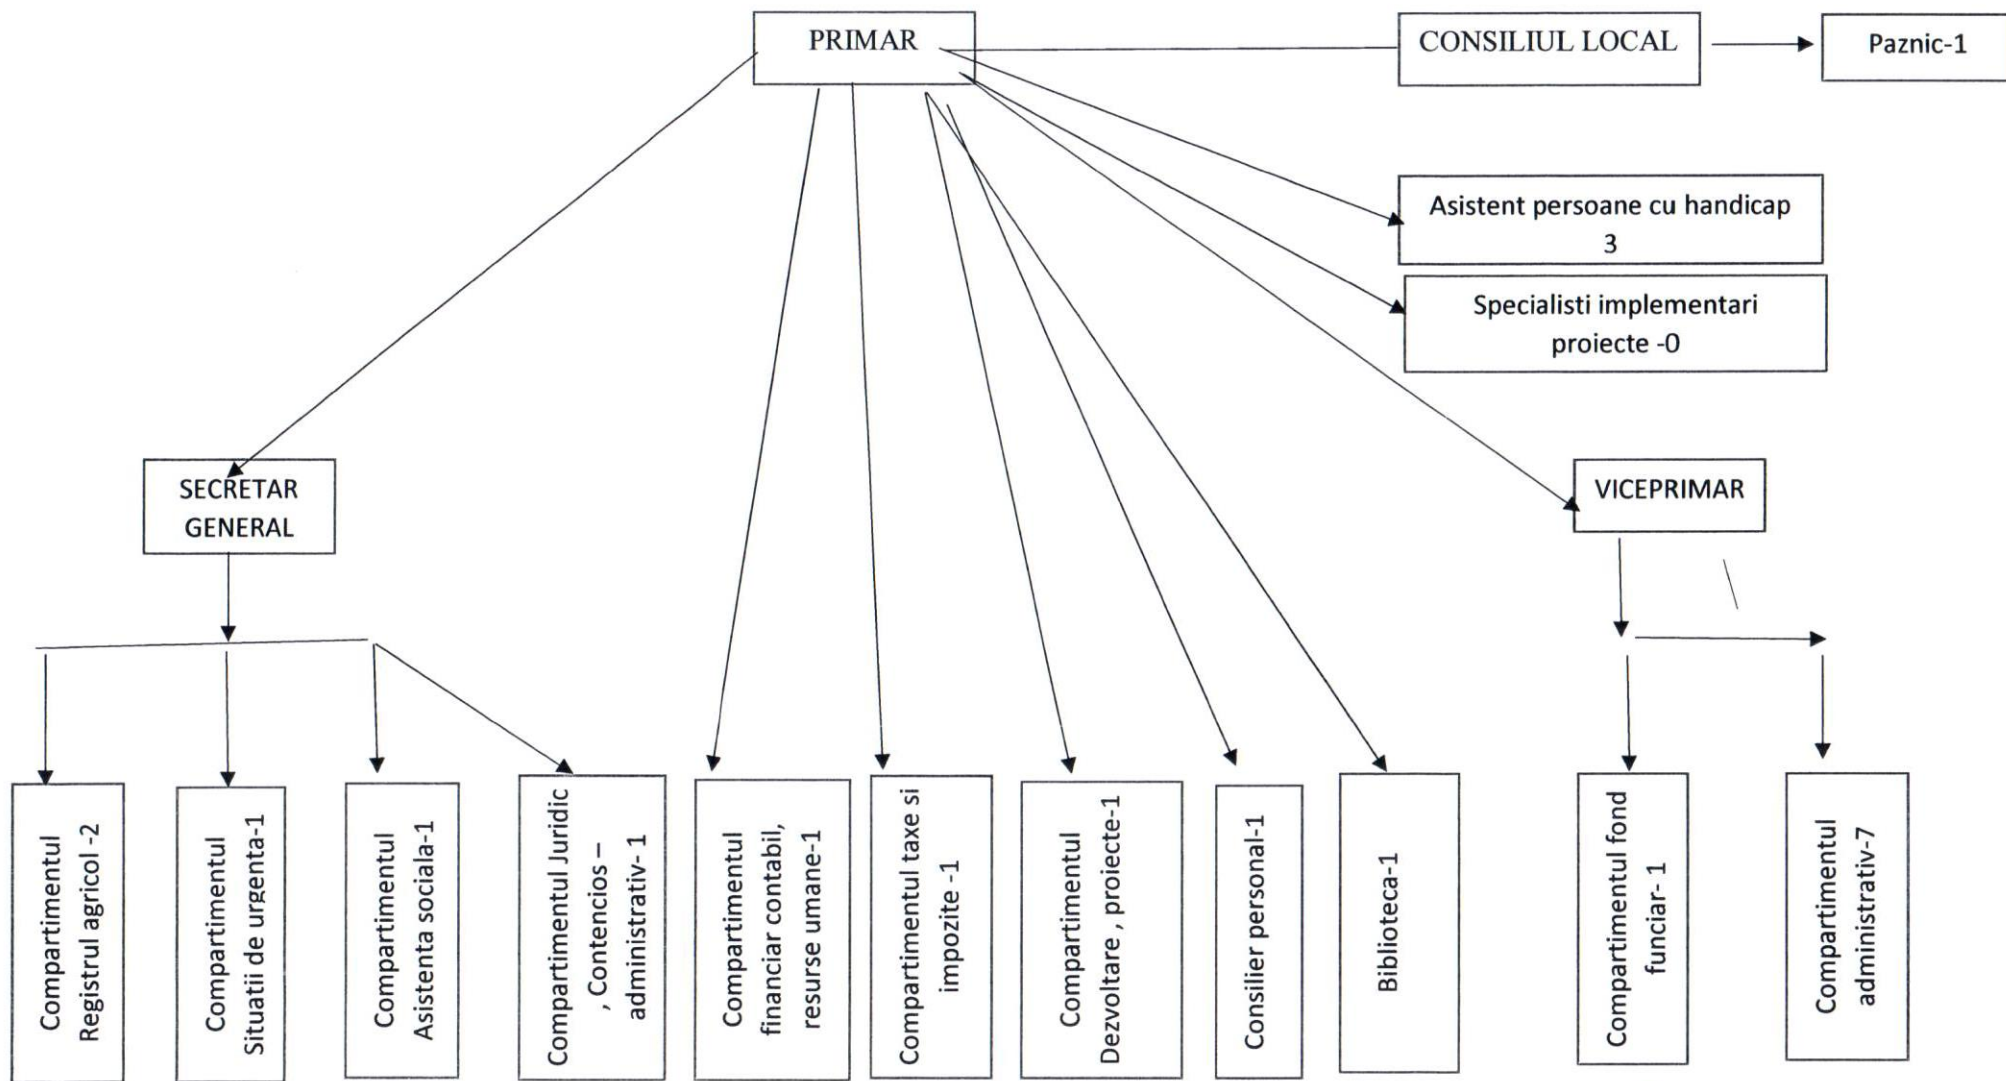 PRIMAR
CONSILIUL LOCAL
Paznic-1
Asistent persoane cu handicap
3
Specialisti implementari
proiecte -0
SECRETAR
GENERAL
VICEPRIMAR
Compartimentul
Registrul agricol -2
Compartimentul
Situatii de urgenta-1
Compartimentul
Asistenta sociala-1
Compartimentul Juridic
, Contencios –
administrativ- 1
Compartimentul
financiar contabil,
resurse umane-1
Compartimentul taxe si
impozite -1
Compartimentul
Dezvoltare , proiecte-1
Consilier personal-1
Biblioteca-1
Compartimentul fond
funciar- 1
Compartimentul
administrativ-7